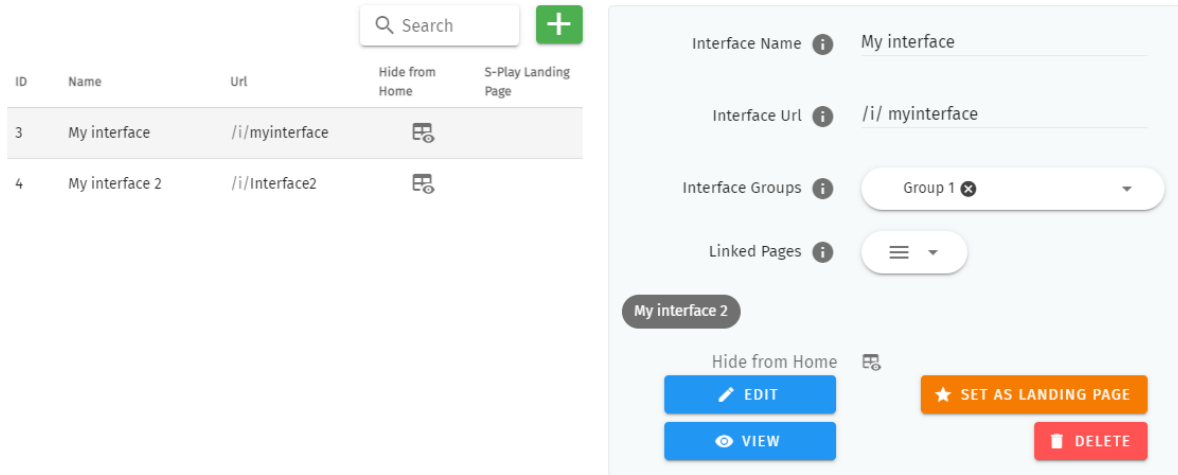 Search
ID Name Url Hide from Home S-Play Landing Page
3 My interface /i/myinterface
4 My interface 2 /i/Interface2
Interface Name My interface
Interface Url /i/ myinterface
Interface Groups Group 1
Linked Pages
My interface 2
Hide from Home
EDIT SET AS LANDING PAGE
VIEW DELETE